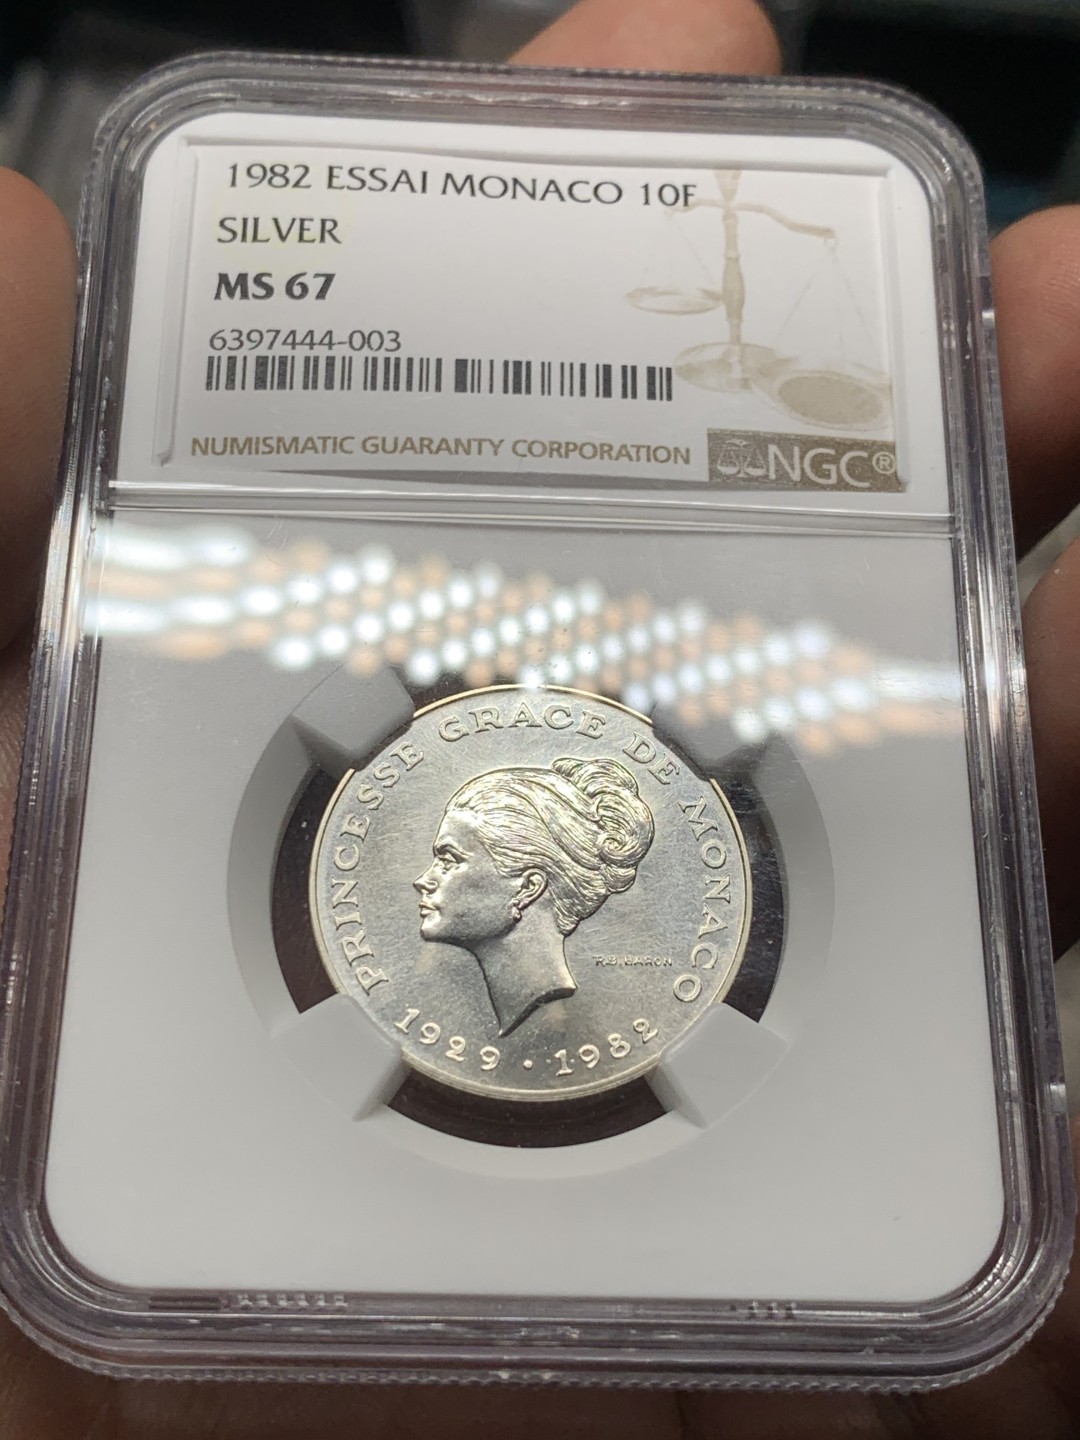 1982 ESSAI MONACO 10F
SILVER
MS 67
6397444-003
NUMISMATIC GUARANTY CORPORATION
NGC®
PRINCESSE GRACE DE MONACO
R.B. BARON
1929 · 1982